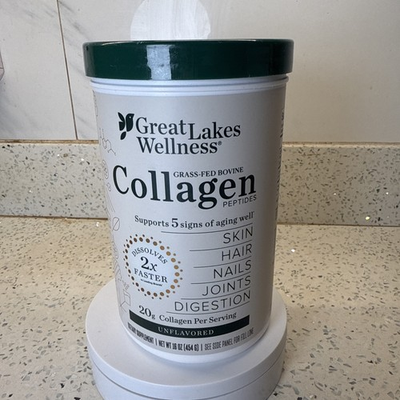 Great Lakes
Wellness®
GRASS-FED BOVINE
Collagen
PEPTIDES
Supports 5 signs of aging well
SKIN
HAIR
NAILS
JOINTS
DIGESTION
DISSOLVES
2x
FASTER
20g Collagen Per Serving
UNFLAVORED
DIETARY SUPPLEMENT | NET WT 16 OZ (454 G) | SEE SIDE PANEL FOR FILL LINE